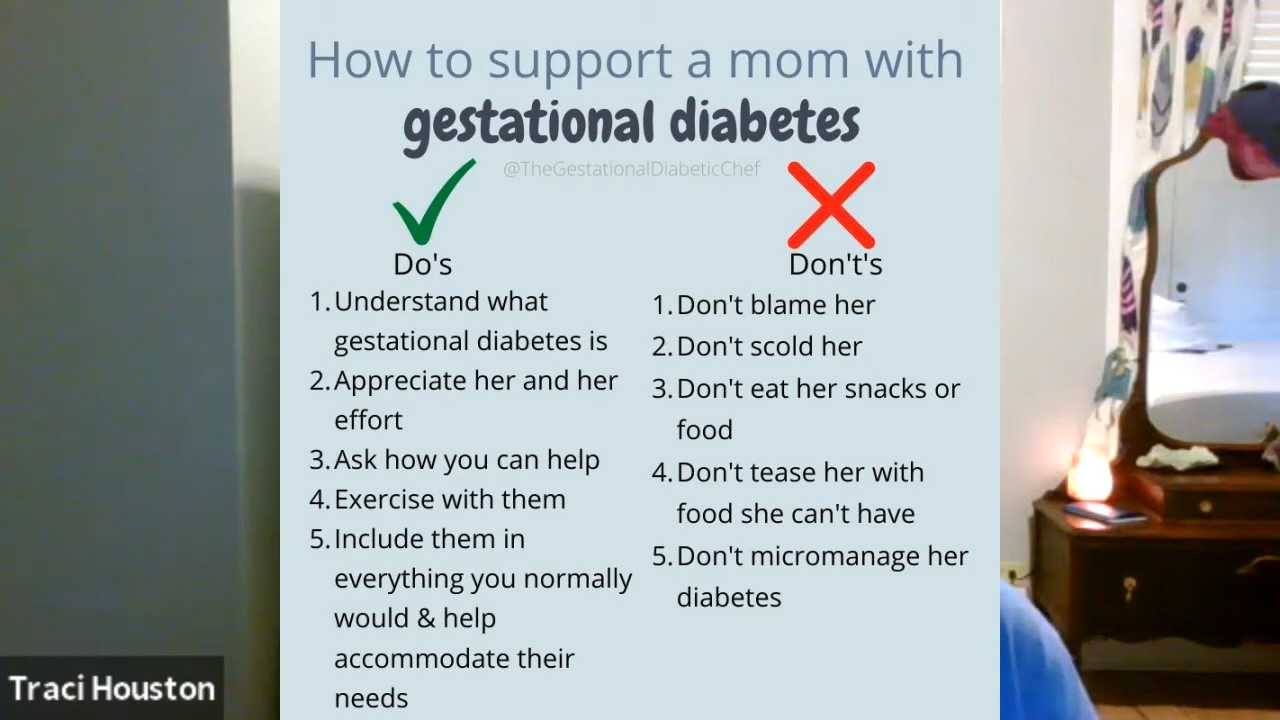 How to support a mom with
gestational diabetes
@TheGestationalDiabeticChef
Do's
1. Understand what
gestational diabetes is
2. Appreciate her and her
effort
3. Ask how you can help
4. Exercise with them
5. Include them in
everything you normally
would & help
accommodate their
needs
Don't's
1. Don't blame her
2. Don't scold her
3. Don't eat her snacks or
food
4. Don't tease her with
food she can't have
5. Don't micromanage her
diabetes
Traci Houston